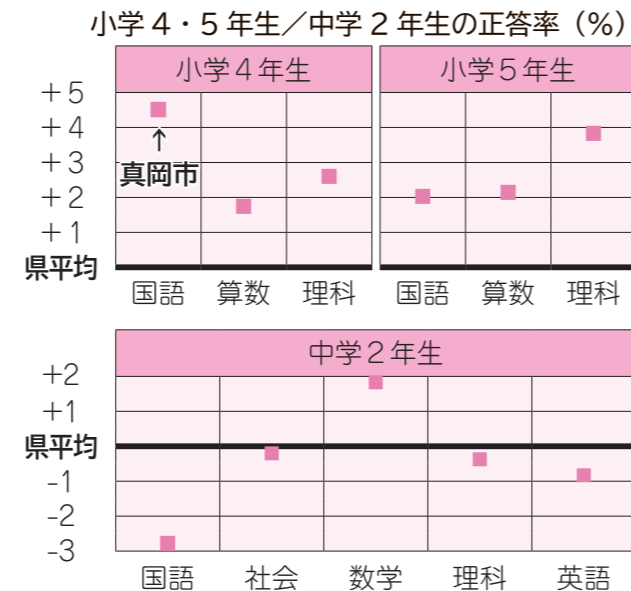 小学4・5年生／中学2年生の正答率（％）
小学4年生 小学5年生
+5
+4
↑
+3
真岡市
+2
+1
県平均
国語 算数 理科 国語 算数 理科
中学2年生
+2
+1
県平均
-1
-2
-3
国語 社会 数学 理科 英語